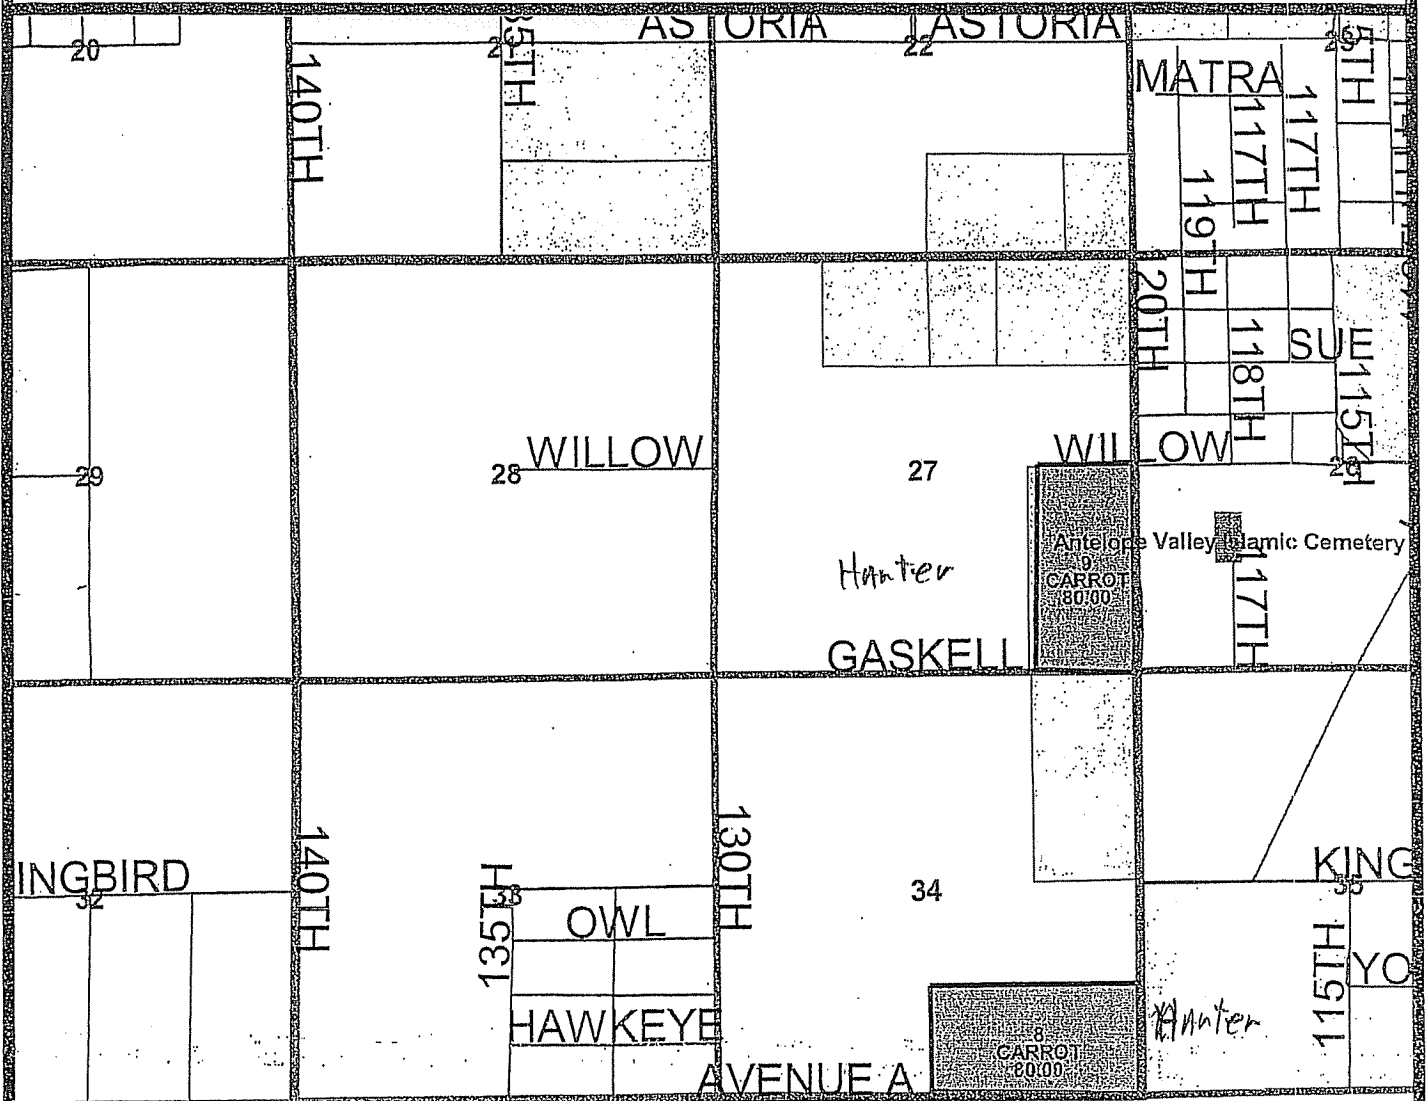 ASTORIA
ASTORIA
20
22
140TH
MATRA
117TH
117TH
119TH
120TH
118TH
SUE
115TH
WILLOW
WILLOW
29
28
27
Hunter
Antelope Valley Islamic Cemetery
9
CARROT
80.00
117TH
GASKELL
140TH
130TH
INGBIRD
32
33
135TH
OWL
34
KING
35
115TH
YO
HAWKEYE
Hunter
8
CARROT
80.00
AVENUE A